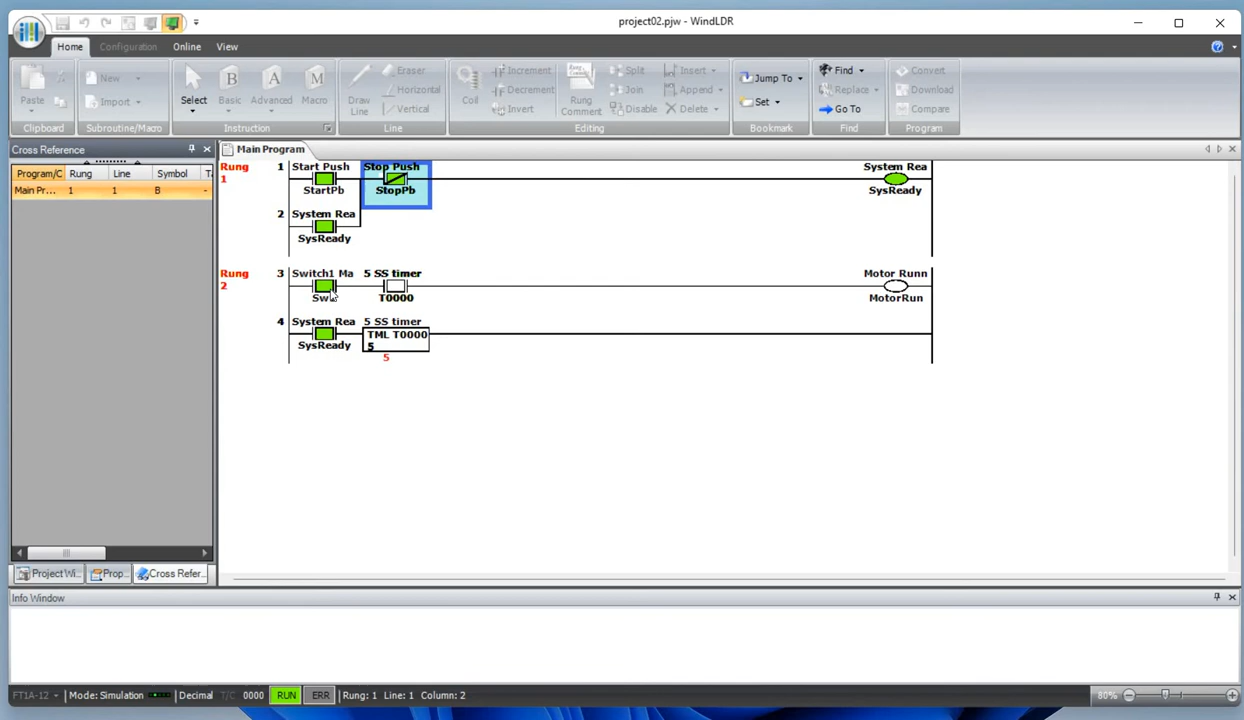 project02.pjw - WindLDR
Home Configuration Online View
Paste New Import Select Basic Advanced Macro Draw Line Eraser Horizontal Vertical Coil Increment Decrement Invert Rung Comment Split Join Disable Insert Append Delete Jump To Set Find Replace Go To Convert Download Compare
Clipboard Subroutine/Macro Instruction Line Editing Bookmark Find Program
Cross Reference
Program/C Rung Line Symbol
Main Pr... 1 1 B -
Main Program
Rung 1 1 Start Push Stop Push System Rea
StartPb StopPb SysReady
2 System Rea
SysReady
Rung 2 3 Switch1 Ma 5 SS timer Motor Runn
T0000 MotorRun
4 System Rea 5 SS timer
TML T0000
SysReady 5
5
Project Wi... Prop... Cross Refer...
Info Window
FT1A-12 Mode: Simulation Decimal T/C 0000 RUN ERR Rung: 1 Line: 1 Column: 2 80%